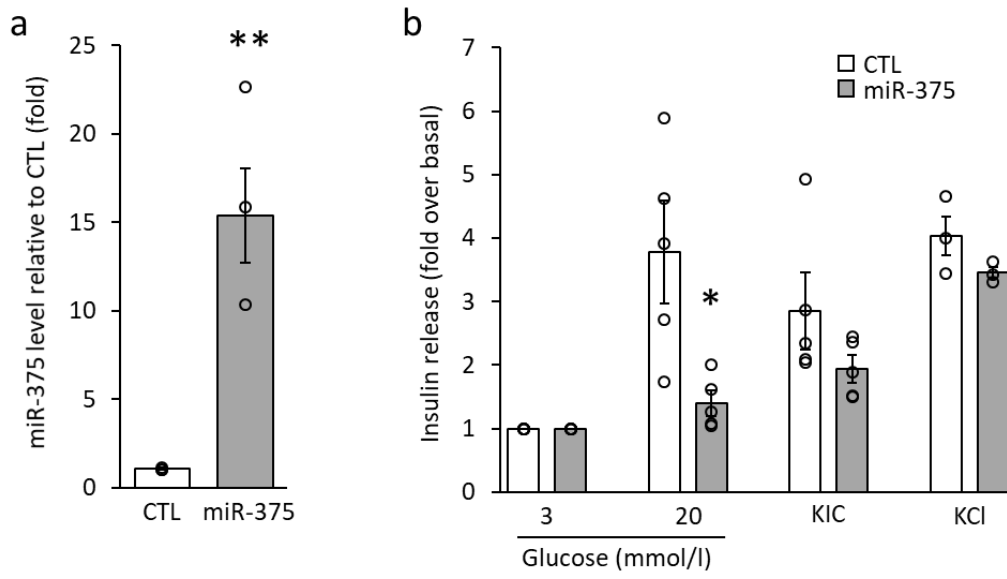 a
miR-375 level relative to CTL (fold)
25
20
15
10
5
0
**
CTL miR-375
b
Insulin release (fold over basal)
7
6
5
4
3
2
1
0
CTL
miR-375
*
3 20 KIC KCl
Glucose (mmol/l)